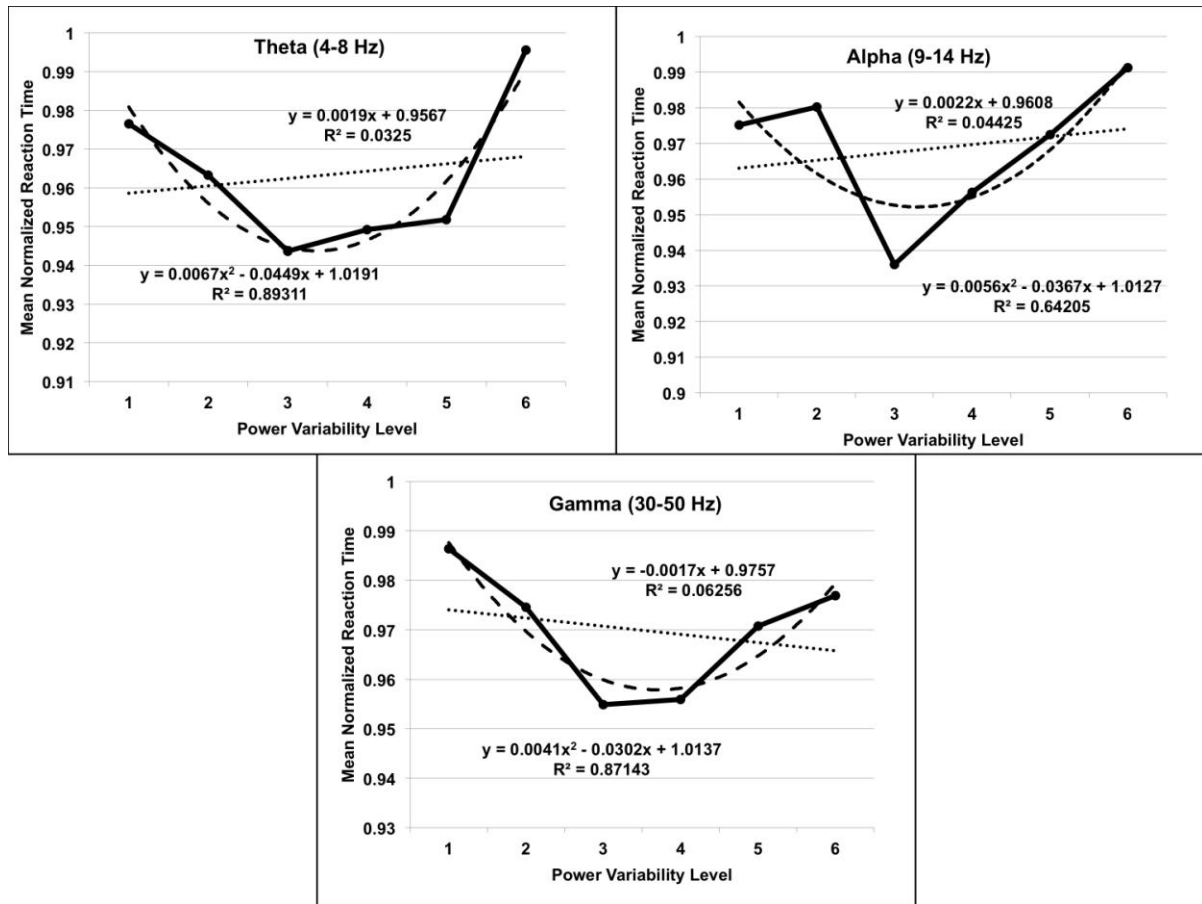 Theta (4-8 Hz)
Mean Normalized Reaction Time
1
0.99
0.98
0.97
0.96
0.95
0.94
0.93
0.92
0.91
y = 0.0019x + 0.9567
R² = 0.0325
y = 0.0067x² - 0.0449x + 1.0191
R² = 0.89311
1 2 3 4 5 6
Power Variability Level
Alpha (9-14 Hz)
Mean Normalized Reaction Time
1
0.99
0.98
0.97
0.96
0.95
0.94
0.93
0.92
0.91
0.9
y = 0.0022x + 0.9608
R² = 0.04425
y = 0.0056x² - 0.0367x + 1.0127
R² = 0.64205
1 2 3 4 5 6
Power Variability Level
Gamma (30-50 Hz)
Mean Normalized Reaction Time
1
0.99
0.98
0.97
0.96
0.95
0.94
0.93
y = -0.0017x + 0.9757
R² = 0.06256
y = 0.0041x² - 0.0302x + 1.0137
R² = 0.87143
1 2 3 4 5 6
Power Variability Level